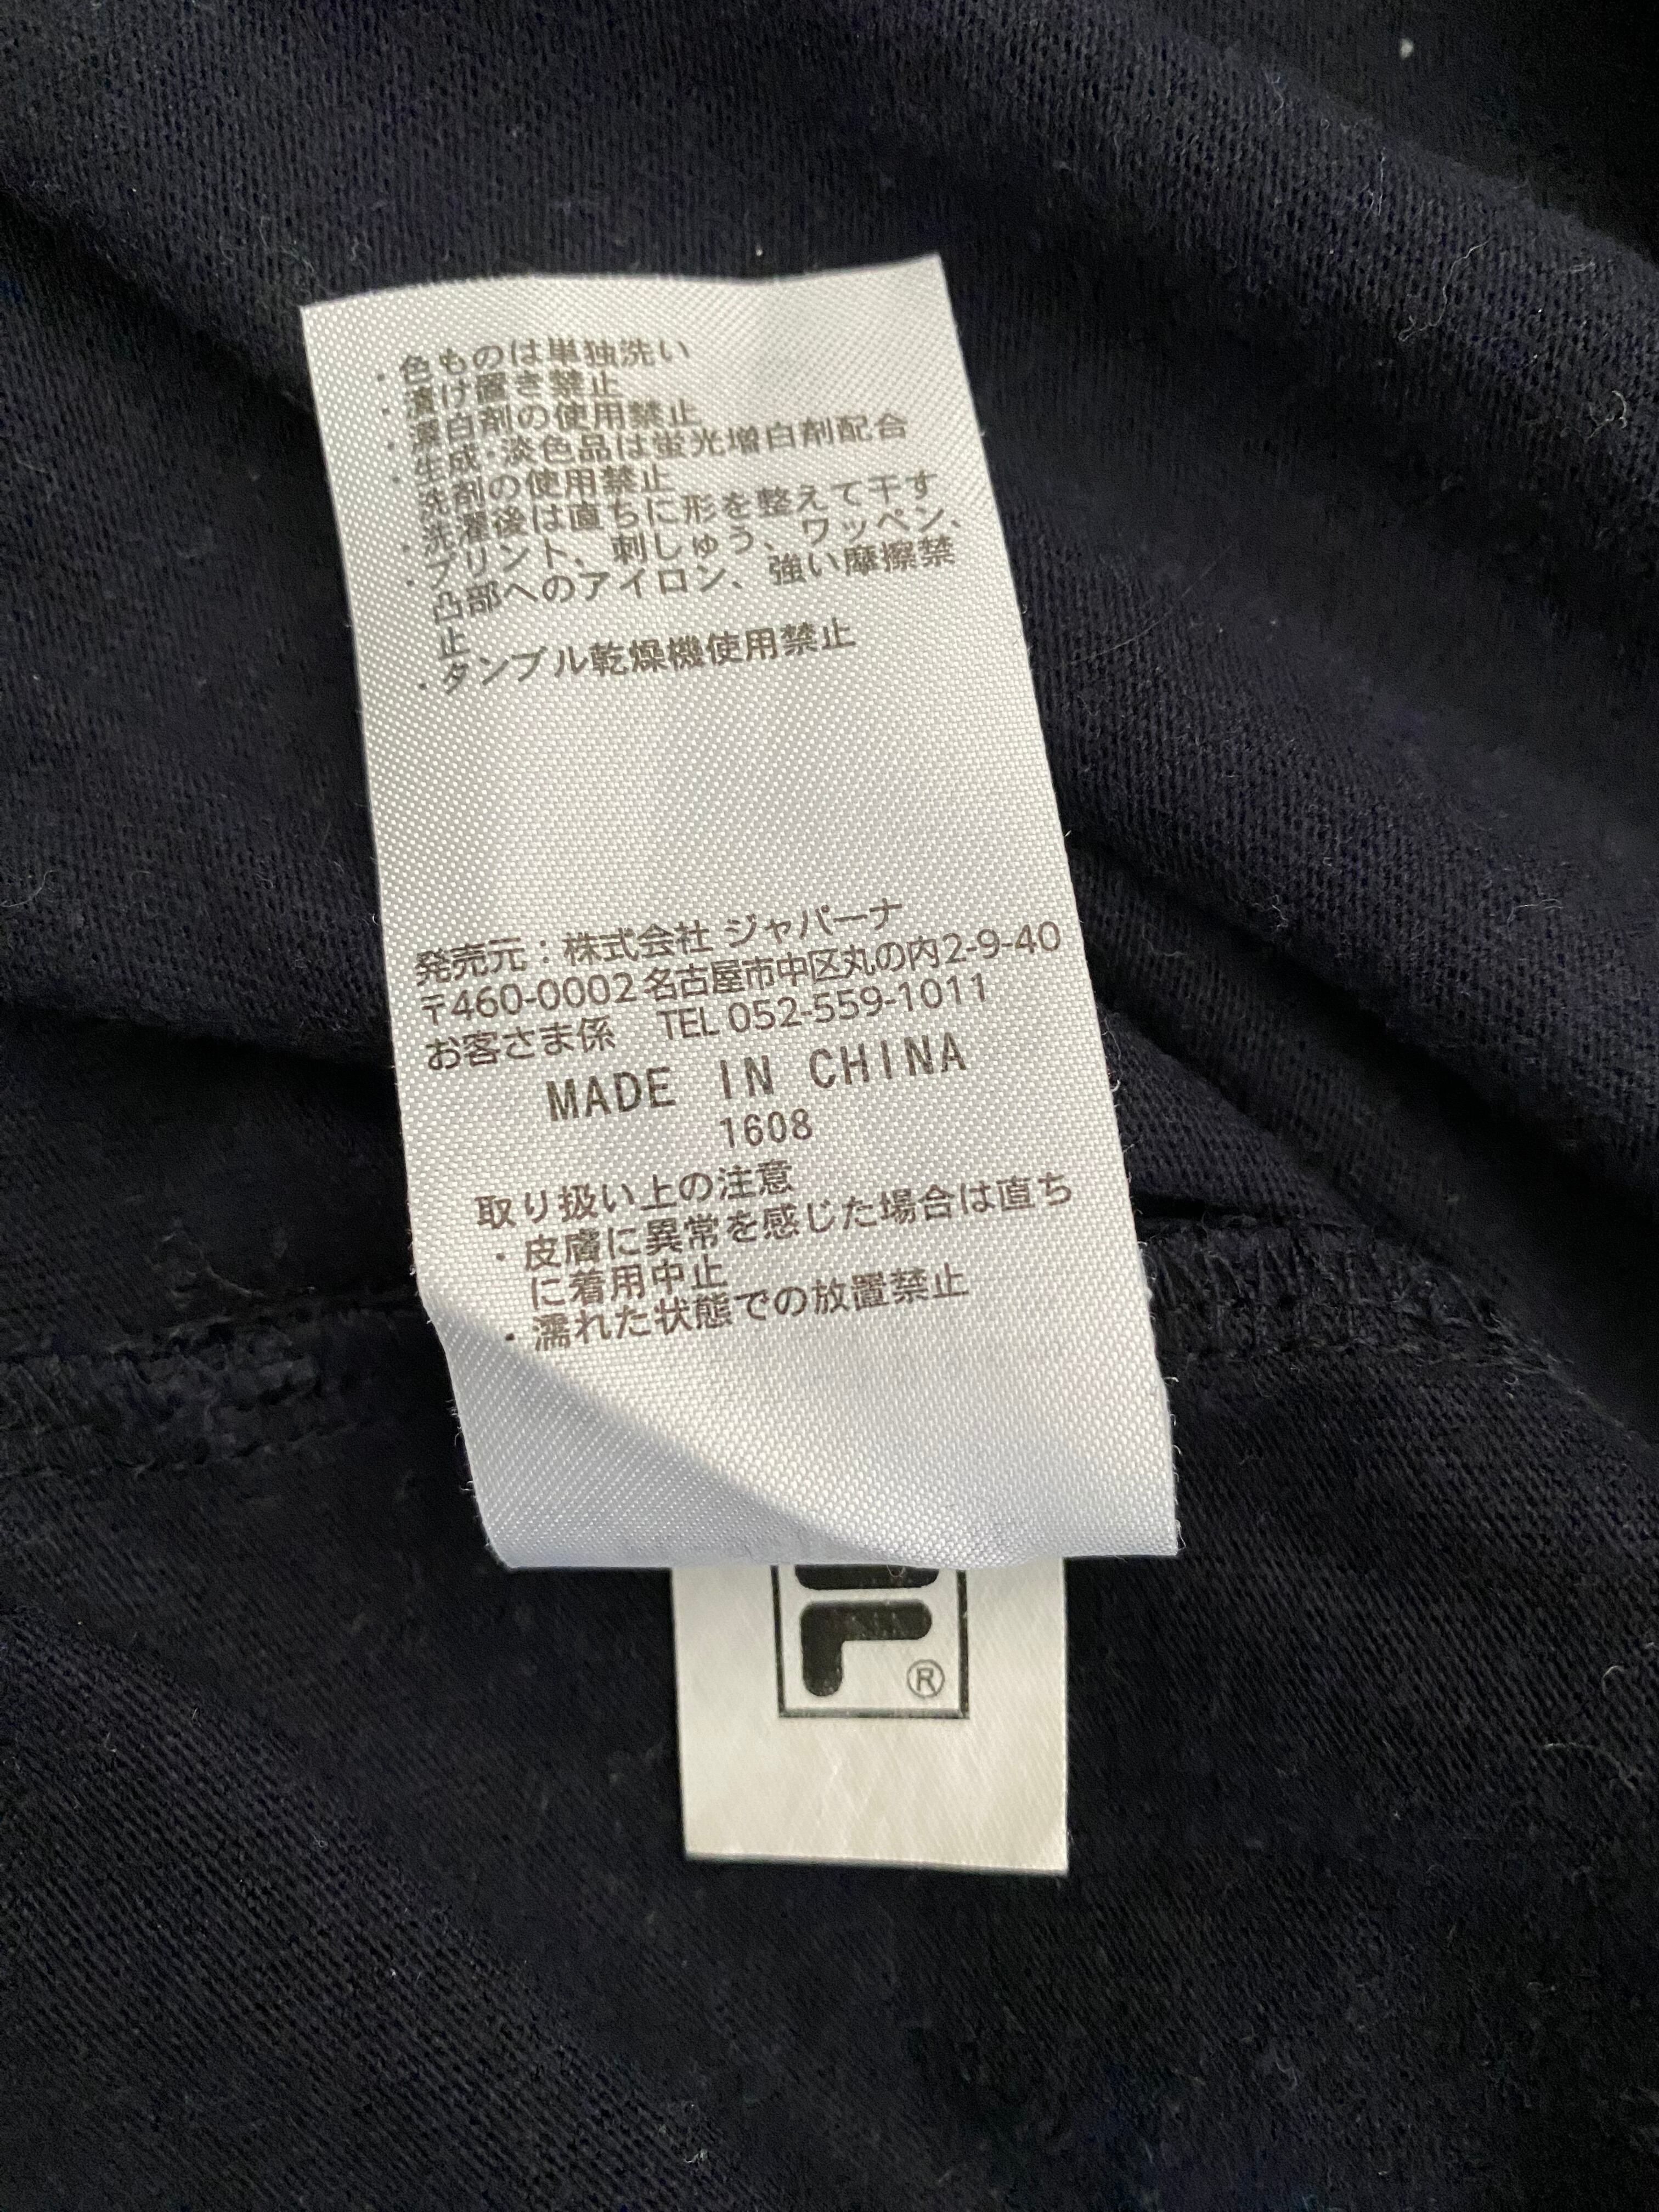 ・色ものは単独洗い
・漬け置き禁止
・漂白剤の使用禁止
・生成・淡色品は蛍光増白剤配合
洗剤の使用禁止
・洗濯後は直ちに形を整えて干す
・プリント、刺しゅう、ワッペン、
凸部へのアイロン、強い摩擦禁
止
・タンブル乾燥機使用禁止
発売元：株式会社 ジャパーナ
〒460-0002名古屋市中区丸の内2-9-40
お客さま係 TEL 052-559-1011
MADE IN CHINA
1608
取り扱い上の注意
・皮膚に異常を感じた場合は直ち
に着用中止
・濡れた状態での放置禁止
®